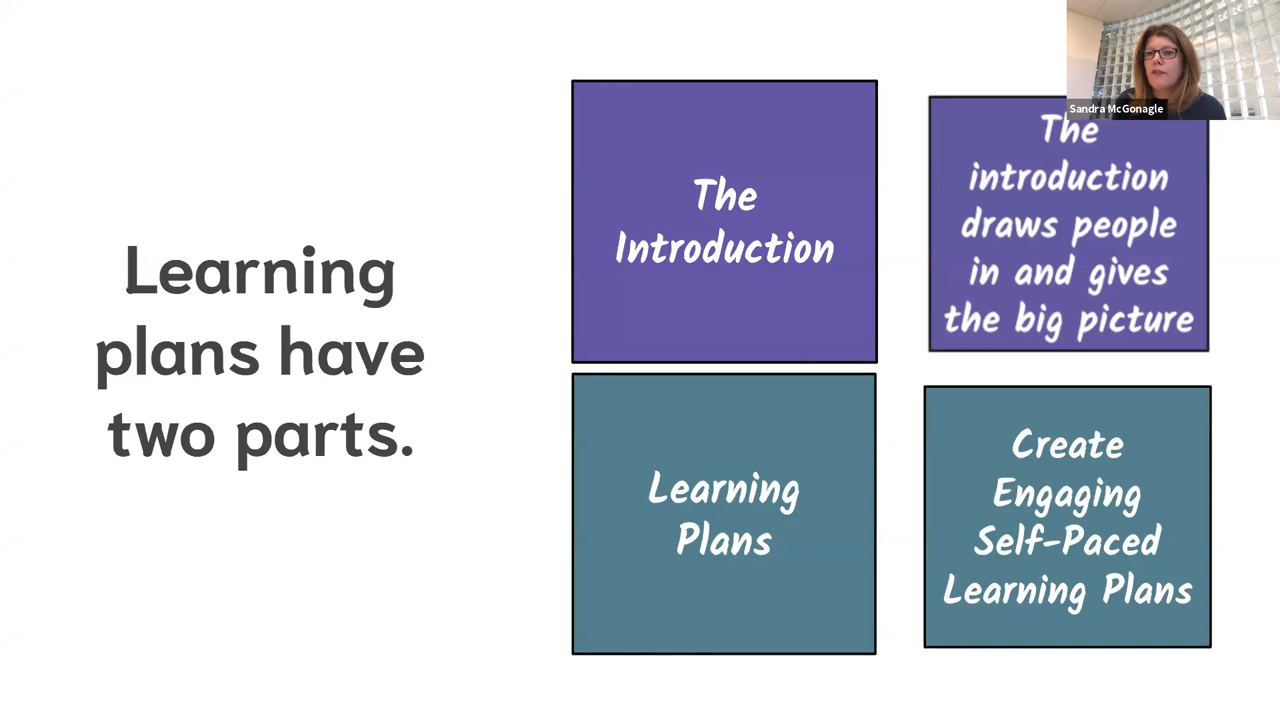 Learning
plans have
two parts.
The
Introduction
The
introduction
draws people
in and gives
the big picture
Learning
Plans
Create
Engaging
Self-Paced
Learning Plans
Sandra McGonagle